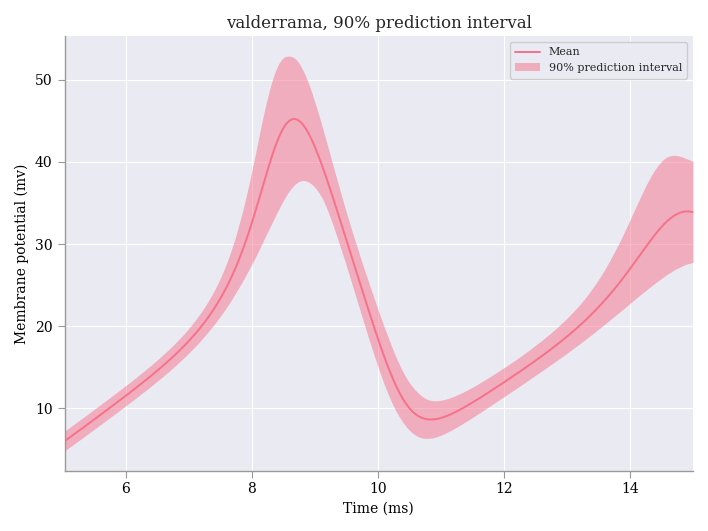 valderrama, 90% prediction interval
Mean
90% prediction interval
50
40
30
20
10
Membrane potential (mv)
6 8 10 12 14
Time (ms)